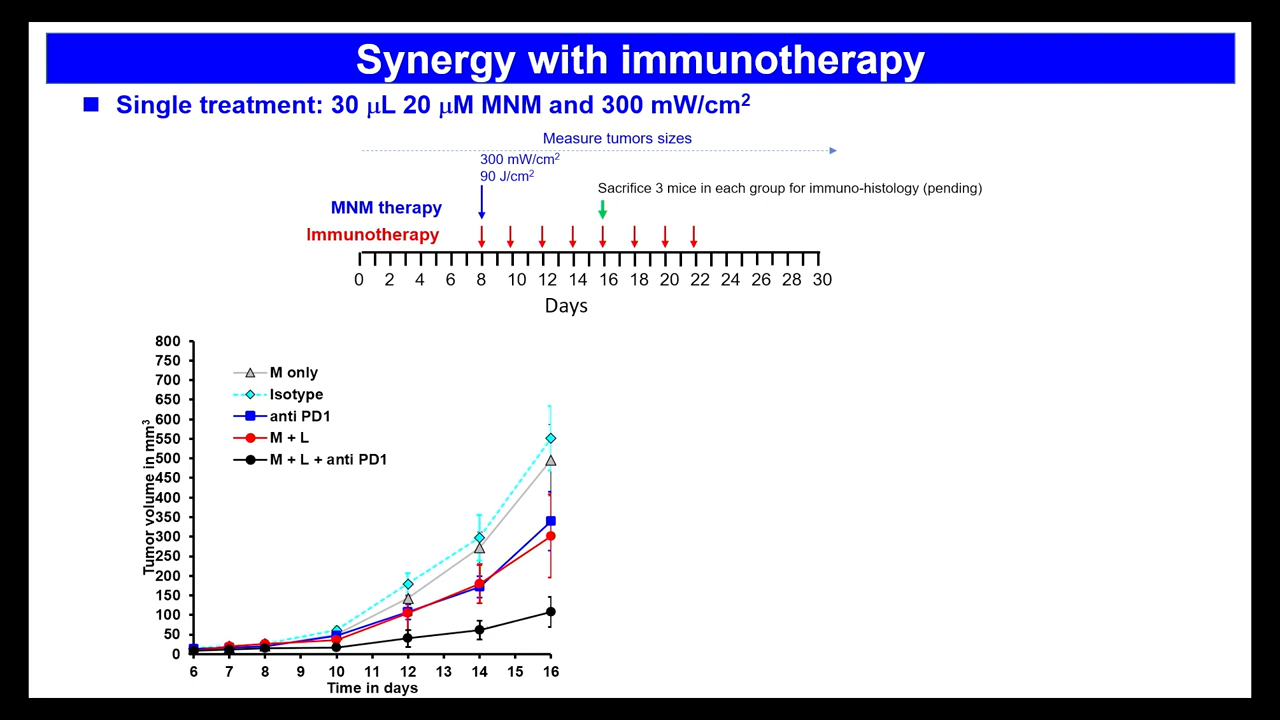 Synergy with immunotherapy
■ Single treatment: 30 μL 20 μM MNM and 300 mW/cm²
Measure tumors sizes
300 mW/cm²
90 J/cm²
Sacrifice 3 mice in each group for immuno-histology (pending)
MNM therapy
Immunotherapy
0 2 4 6 8 10 12 14 16 18 20 22 24 26 28 30
Days
Tumor volume in mm³
800
750
700
650
600
550
500
450
400
350
300
250
200
150
100
50
0
M only
Isotype
anti PD1
M + L
M + L + anti PD1
6 7 8 10 11 12 13 14 15 16
Time in days